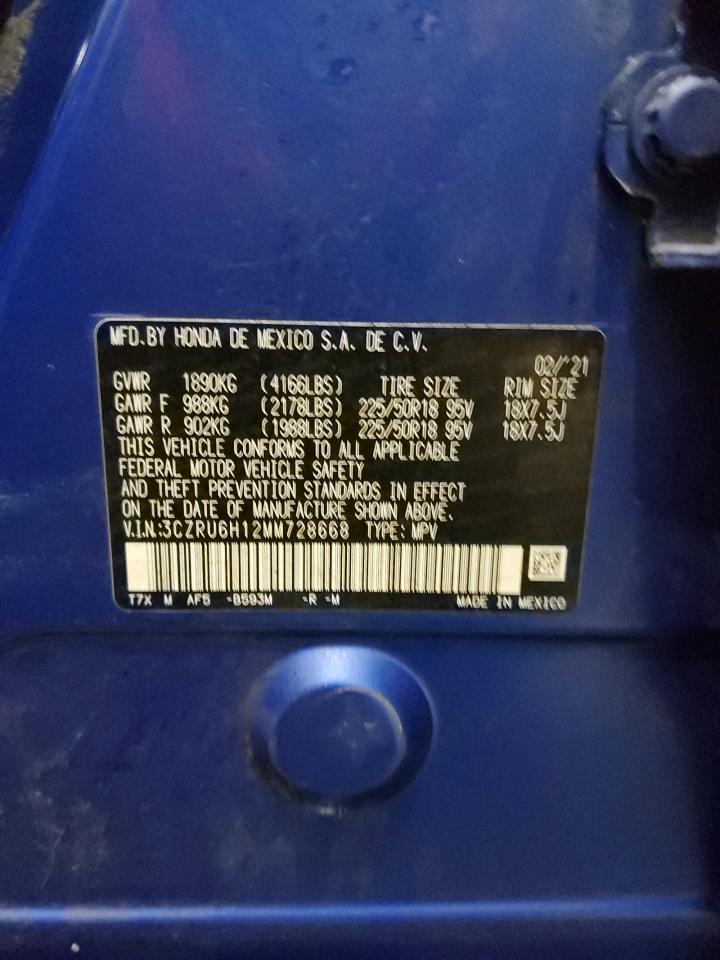 MFD.BY HONDA DE MEXICO S.A. DE C.V.
02/'21
GVWR 1890KG (4166LBS) TIRE SIZE RIM SIZE
GAWR F 988KG (2178LBS) 225/50R18 95V 18X7.5J
GAWR R 902KG (1988LBS) 225/50R18 95V 18X7.5J
THIS VEHICLE CONFORMS TO ALL APPLICABLE
FEDERAL MOTOR VEHICLE SAFETY
AND THEFT PREVENTION STANDARDS IN EFFECT
ON THE DATE OF MANUFACTURE SHOWN ABOVE.
V.I.N:3CZRU6H12MM728668 TYPE:MPV
T7X M AF5 -B593M -R -M MADE IN MEXICO